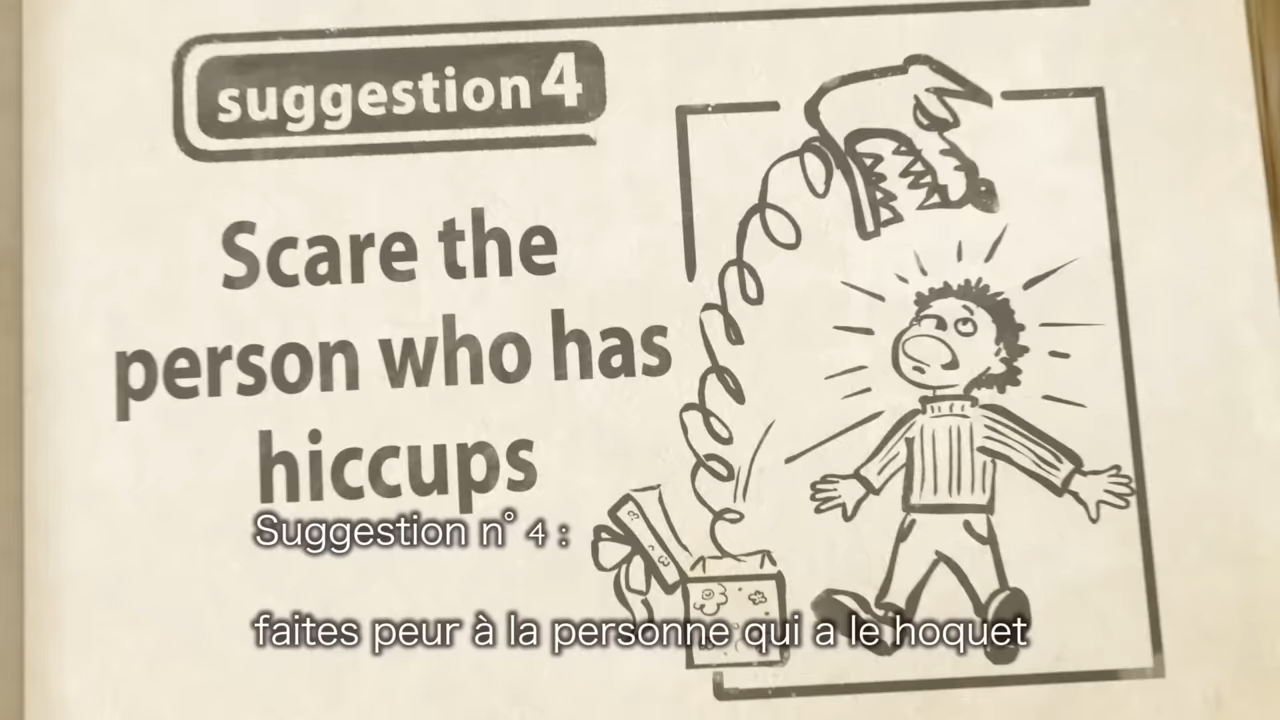 suggestion 4
Scare the
person who has
hiccups
Suggestion n° 4 :
faites peur à la personne qui a le hoquet